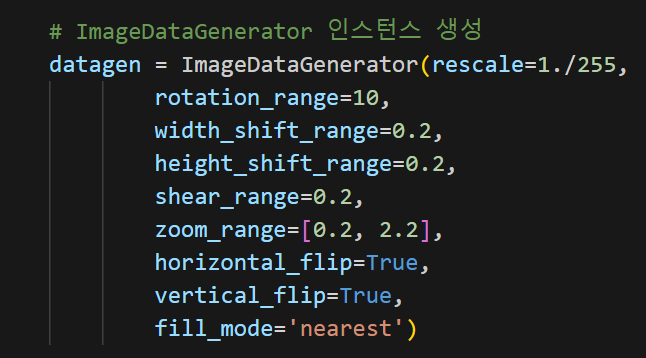 # ImageDataGenerator 인스턴스 생성
datagen = ImageDataGenerator(rescale=1./255,
rotation_range=10,
width_shift_range=0.2,
height_shift_range=0.2,
shear_range=0.2,
zoom_range=[0.2, 2.2],
horizontal_flip=True,
vertical_flip=True,
fill_mode='nearest')